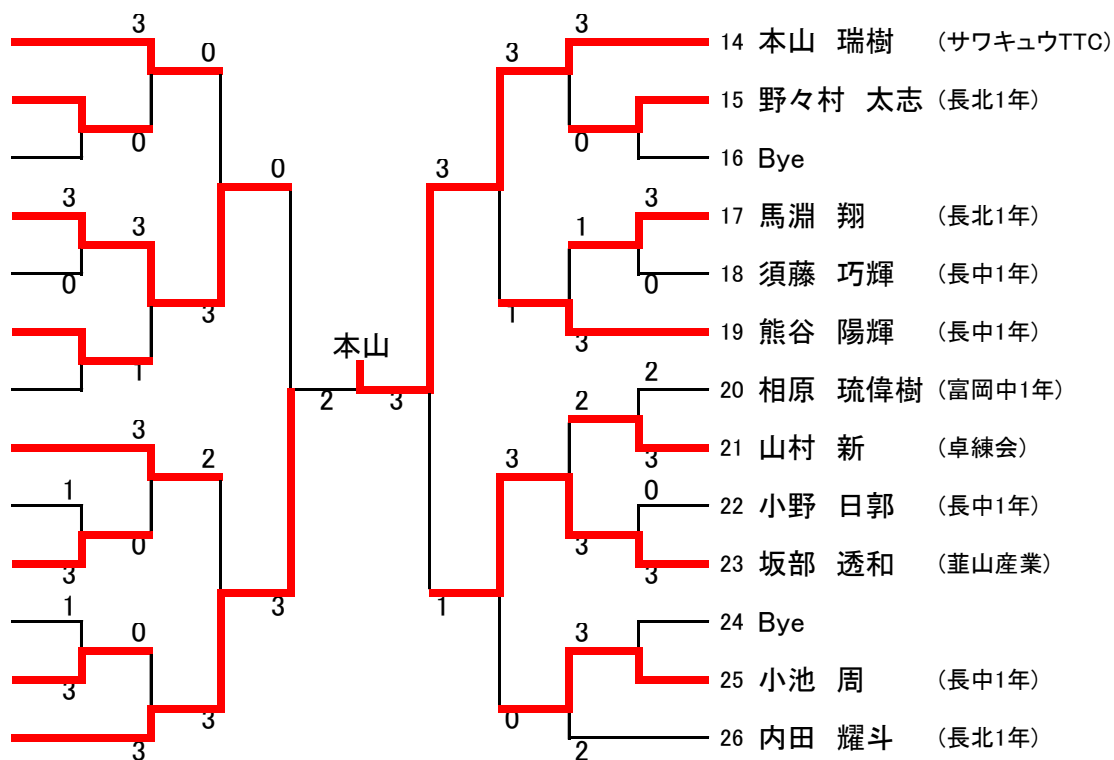 3 3
0 3 14 本山 瑞樹 (サワキュウTTC)
15 野々村 太志 (長北1年)
0 0
0 3 16 Bye
3 3
3 1 17 馬淵 翔 (長北1年)
0 0 18 須藤 巧輝 (長中1年)
3 1
本山 3 19 熊谷 陽輝 (長中1年)
1 2
2 3 2 20 相原 琉偉樹 (富岡中1年)
3 2 3 21 山村 新 (卓練会)
1 0 22 小野 日郭 (長中1年)
0 3
3 3 23 坂部 透和 (韮山産業)
1 3 1
24 Bye
0 3
3 25 小池 周 (長中1年)
3 0
3 2 26 内田 耀斗 (長北1年)